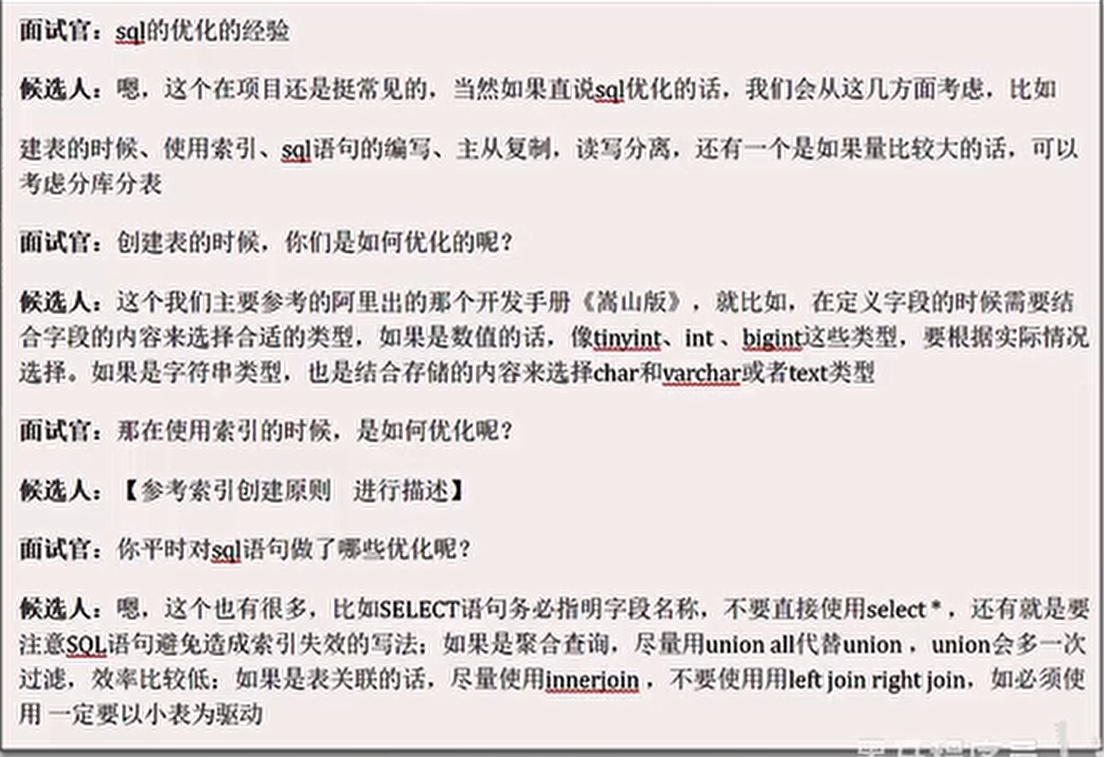 面试官：sql的优化的经验
候选人：嗯，这个在项目还是挺常见的，当然如果直说sql优化的话，我们会从这几方面考虑，比如
建表的时候、使用索引、sql语句的编写、主从复制，读写分离，还有一个是如果量比较大的话，可以
考虑分库分表
面试官：创建表的时候，你们是如何优化的呢？
候选人：这个我们主要参考的阿里出的那个开发手册《嵩山版》，就比如，在定义字段的时候需要结
合字段的内容来选择合适的类型，如果是数值的话，像tinyint、int 、bigint这些类型，要根据实际情况
选择。如果是字符串类型，也是结合存储的内容来选择char和varchar或者text类型
面试官：那在使用索引的时候，是如何优化呢？
候选人：【参考索引创建原则 进行描述】
面试官：你平时对sql语句做了哪些优化呢？
候选人：嗯，这个也有很多，比如SELECT语句务必指明字段名称，不要直接使用select * ，还有就是要
注意SQL语句避免造成索引失效的写法；如果是聚合查询，尽量用union all代替union ，union会多一次
过滤，效率比较低；如果是表关联的话，尽量使用innerjoin ，不要使用用left join right join，如必须使
用 一定要以小表为驱动